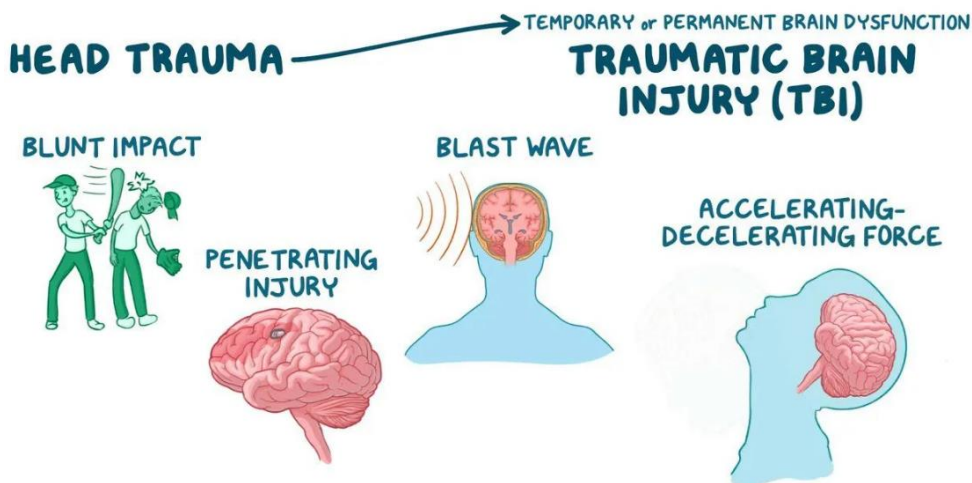 HEAD TRAUMA
TEMPORARY or PERMANENT BRAIN DYSFUNCTION
TRAUMATIC BRAIN
INJURY (TBI)
BLUNT IMPACT
PENETRATING
INJURY
BLAST WAVE
ACCELERATING-
DECELERATING FORCE